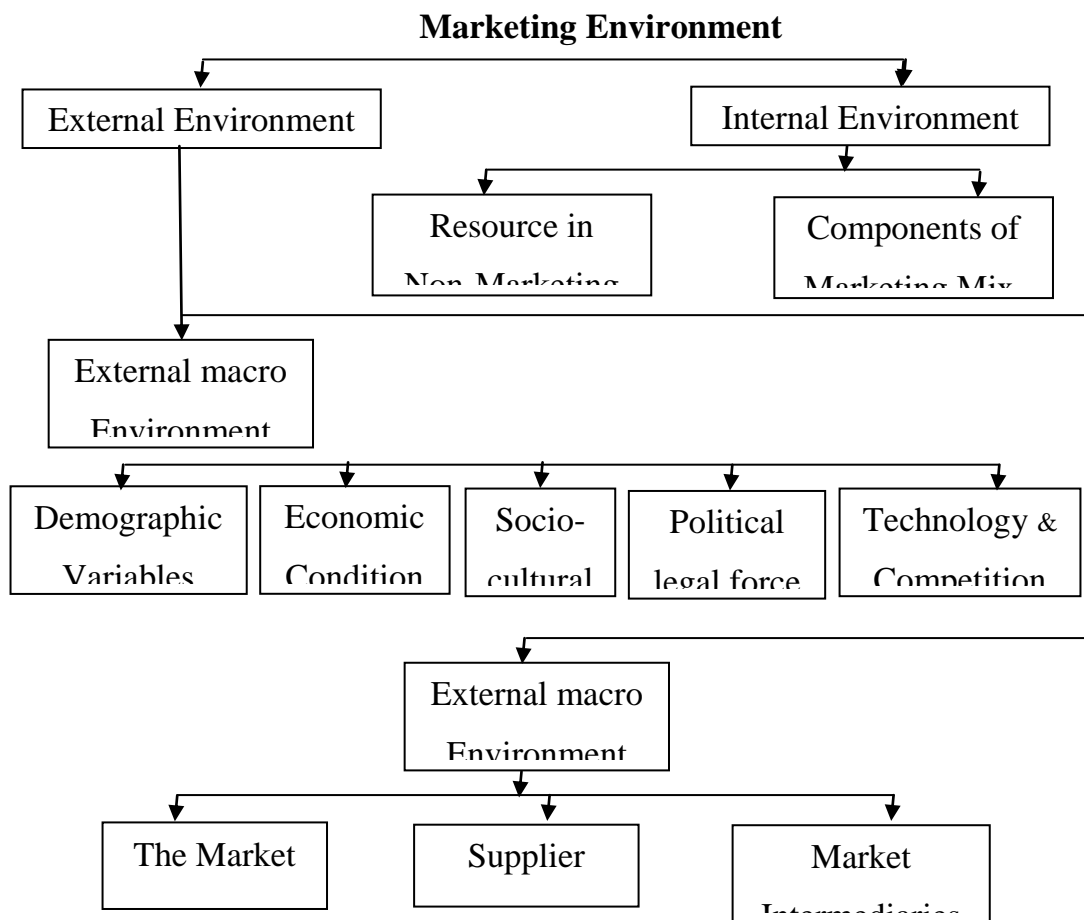 Marketing Environment
External Environment
Internal Environment
Resource in
Non-Marketing
Components of
Marketing Mix
External macro
Environment
Demographic
Variables
Economic
Condition
Socio-
cultural
Political
legal force
Technology &
Competition
External macro
Environment
The Market
Supplier
Market
Intermediaries